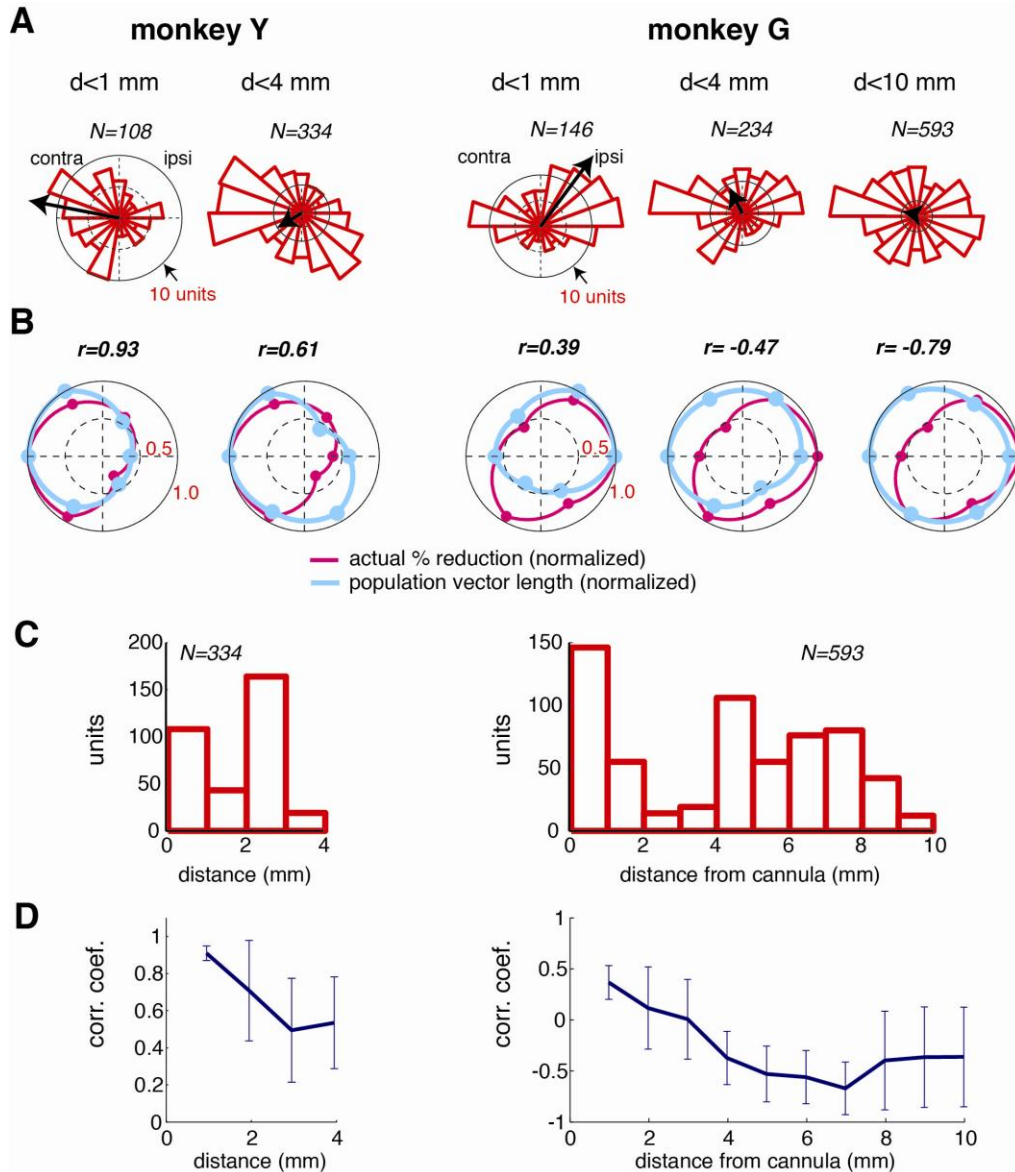 A
monkey Y
monkey G
d<1 mm
d<4 mm
d<1 mm
d<4 mm
d<10 mm
N=108
N=334
N=146
N=234
N=593
contra
ipsi
contra
ipsi
10 units
10 units
B
r=0.93
r=0.61
r=0.39
r= -0.47
r= -0.79
0.5
1.0
0.5
1.0
actual % reduction (normalized)
population vector length (normalized)
C
200
150
100
50
0
units
N=334
0
2
4
distance (mm)
150
100
50
0
units
N=593
0
2
4
6
8
10
distance from cannula (mm)
D
1
0.8
0.6
0.4
0.2
0
corr. coef.
0
2
4
distance (mm)
1
0.5
0
-0.5
-1
corr. coef.
0
2
4
6
8
10
distance from cannula (mm)